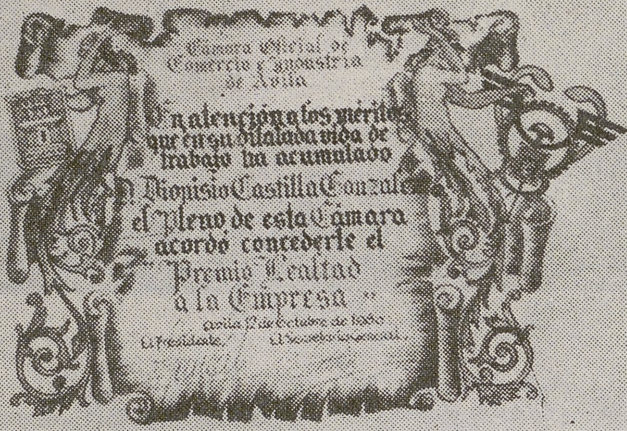 Cámara Oficial de
Comercio e Industria
de Avila
En atención a los méritos
que en su dilatada vida de
trabajo ha acumulado
D. Dionisio Castilla Gonzalez
el Pleno de esta Cámara
acordó concederle el
Premio Lealtad
a la Empresa
Avila 12 de Octubre de
El Presidente, El Secretario General,